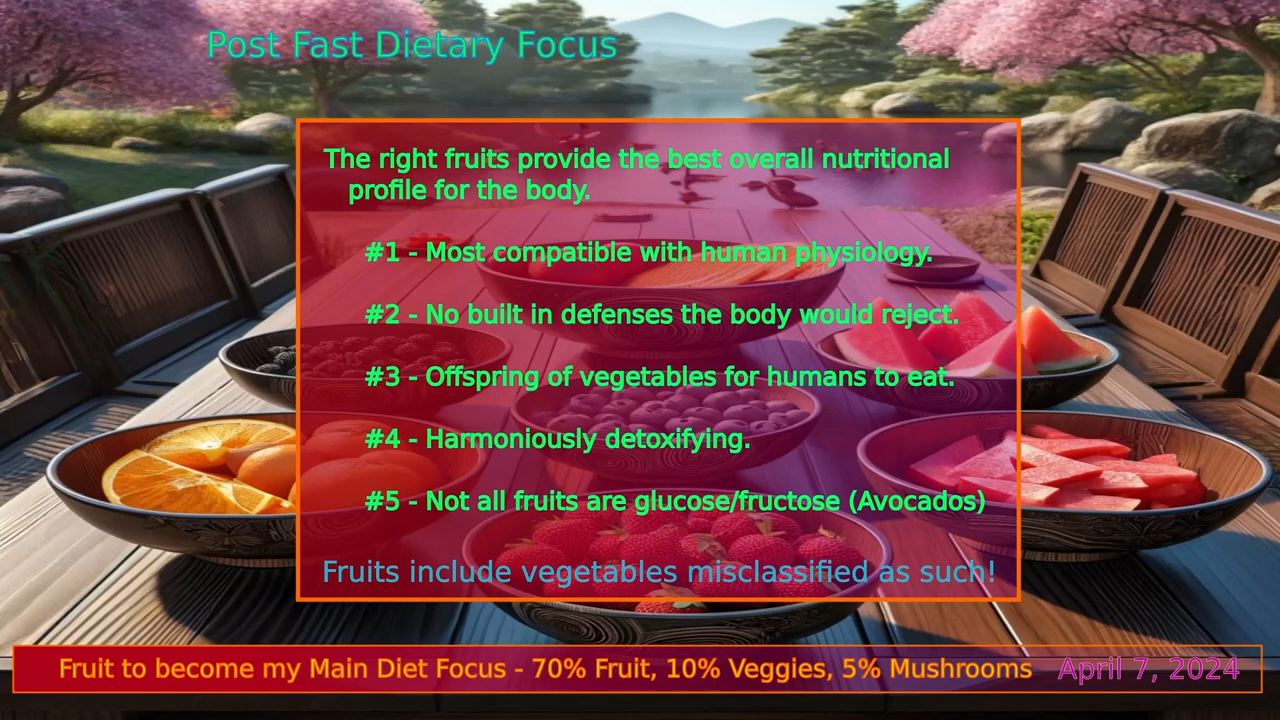 Post Fast Dietary Focus
The right fruits provide the best overall nutritional
profile for the body.
#1 - Most compatible with human physiology.
#2 - No built in defenses the body would reject.
#3 - Offspring of vegetables for humans to eat.
#4 - Harmoniously detoxifying.
#5 - Not all fruits are glucose/fructose (Avocados)
Fruits include vegetables misclassified as such!
Fruit to become my Main Diet Focus - 70% Fruit, 10% Veggies, 5% Mushrooms April 7, 2024